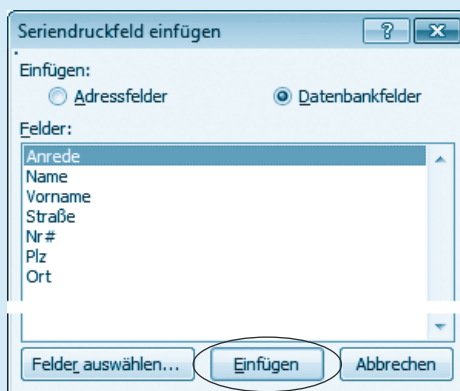 Seriendruckfeld einfügen ?
Einfügen:
Adressfelder Datenbankfelder
Felder:
Anrede
Name
Vorname
Straße
Nr#
Plz
Ort
Felder auswählen... Einfügen Abbrechen